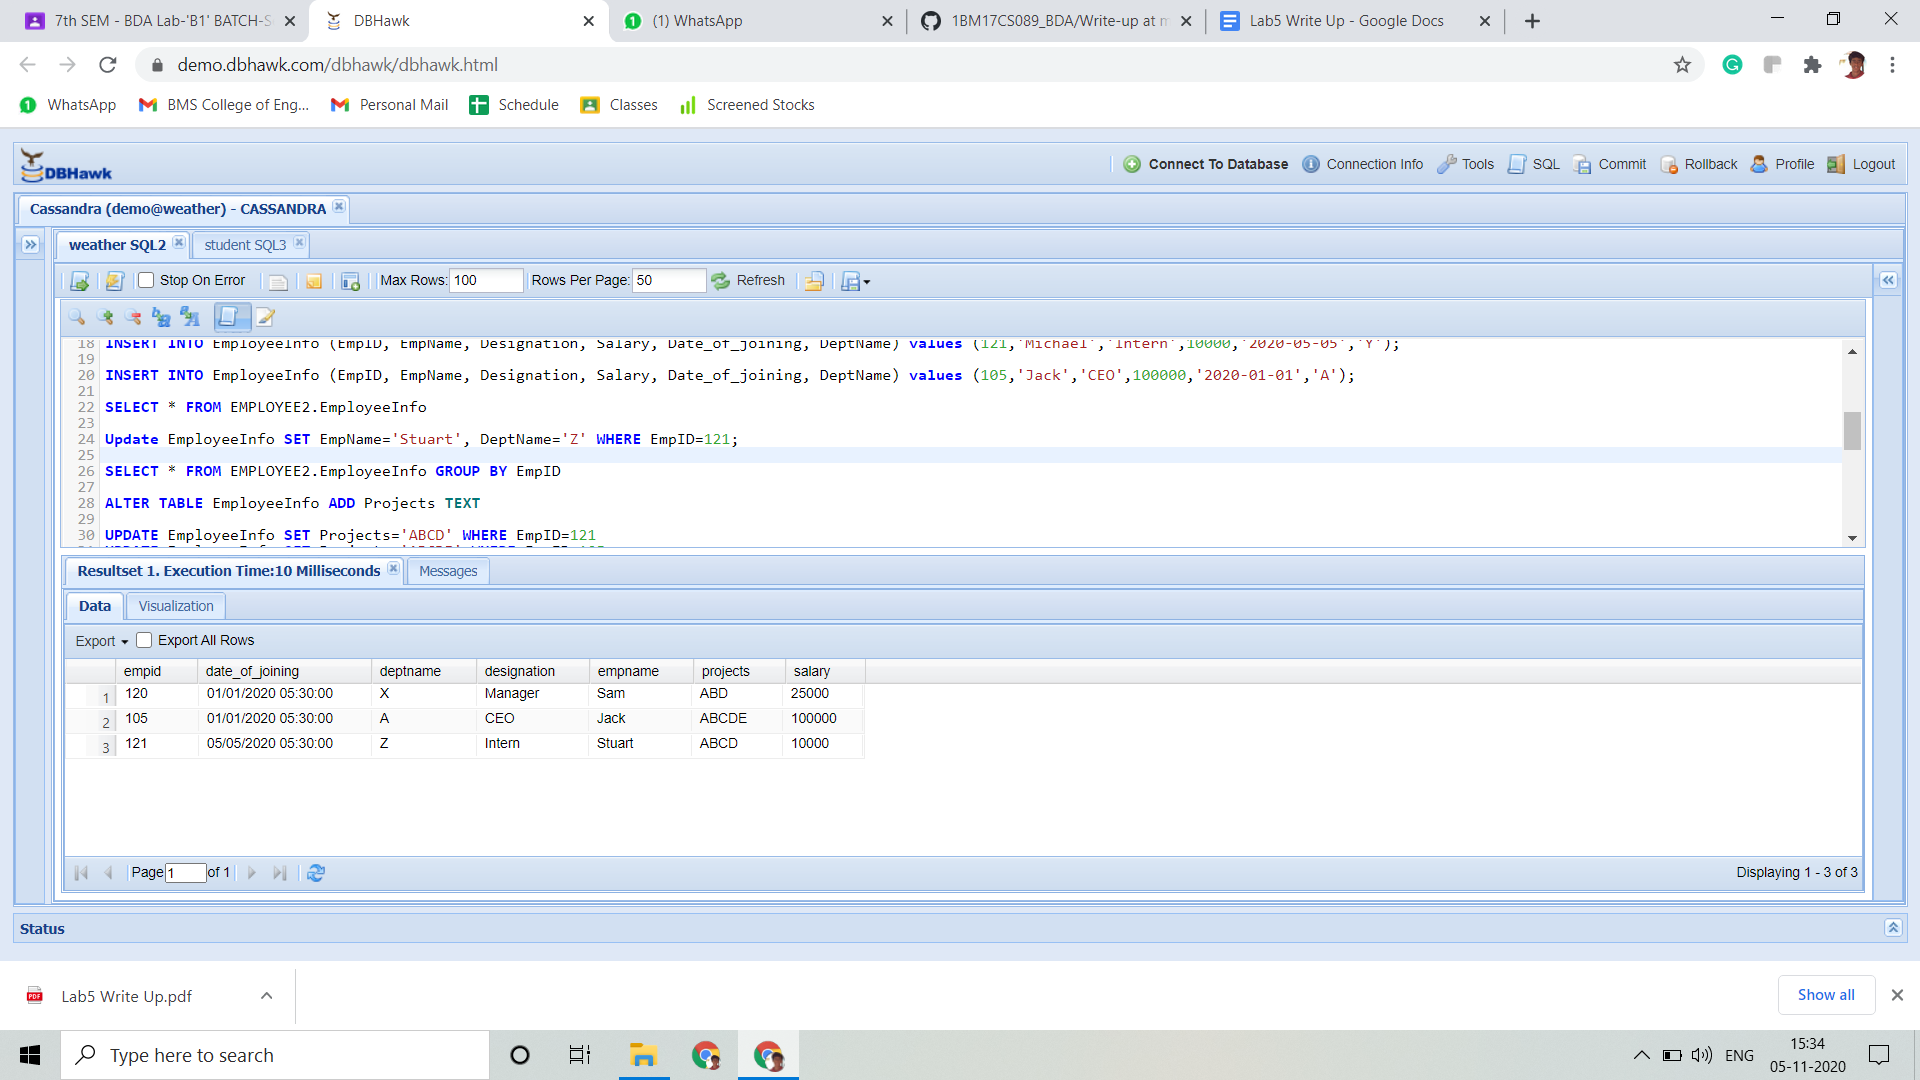 7th SEM - BDA Lab-'B1' BATCH-S
DBHawk
(1) WhatsApp
1BM17CS089_BDA/Write-up at m
Lab5 Write Up - Google Docs
demo.dbhawk.com/dbhawk/dbhawk.html
WhatsApp
BMS College of Eng...
Personal Mail
Schedule
Classes
Screened Stocks
DBHawk
Connect To Database
Connection Info
Tools
SQL
Commit
Rollback
Profile
Logout
Cassandra (demo@weather) - CASSANDRA
weather SQL2
student SQL3
Stop On Error
Max Rows: 100
Rows Per Page: 50
Refresh
18 INSERT INTO EmployeeInfo (EmpID, EmpName, Designation, Salary, Date_of_joining, DeptName) values (121,'Michael','Intern',10000,'2020-05-05','Y');
19
20 INSERT INTO EmployeeInfo (EmpID, EmpName, Designation, Salary, Date_of_joining, DeptName) values (105,'Jack','CEO',100000,'2020-01-01','A');
21
22 SELECT * FROM EMPLOYEE2.EmployeeInfo
23
24 Update EmployeeInfo SET EmpName='Stuart', DeptName='Z' WHERE EmpID=121;
25
26 SELECT * FROM EMPLOYEE2.EmployeeInfo GROUP BY EmpID
27
28 ALTER TABLE EmployeeInfo ADD Projects TEXT
29
30 UPDATE EmployeeInfo SET Projects='ABCD' WHERE EmpID=121
Resultset 1. Execution Time:10 Milliseconds
Messages
Data
Visualization
Export
Export All Rows
empid date_of_joining deptname designation empname projects salary
1 120 01/01/2020 05:30:00 X Manager Sam ABD 25000
2 105 01/01/2020 05:30:00 A CEO Jack ABCDE 100000
3 121 05/05/2020 05:30:00 Z Intern Stuart ABCD 10000
Page 1 of 1
Displaying 1 - 3 of 3
Status
Lab5 Write Up.pdf
Show all
Type here to search
ENG
15:34
05-11-2020